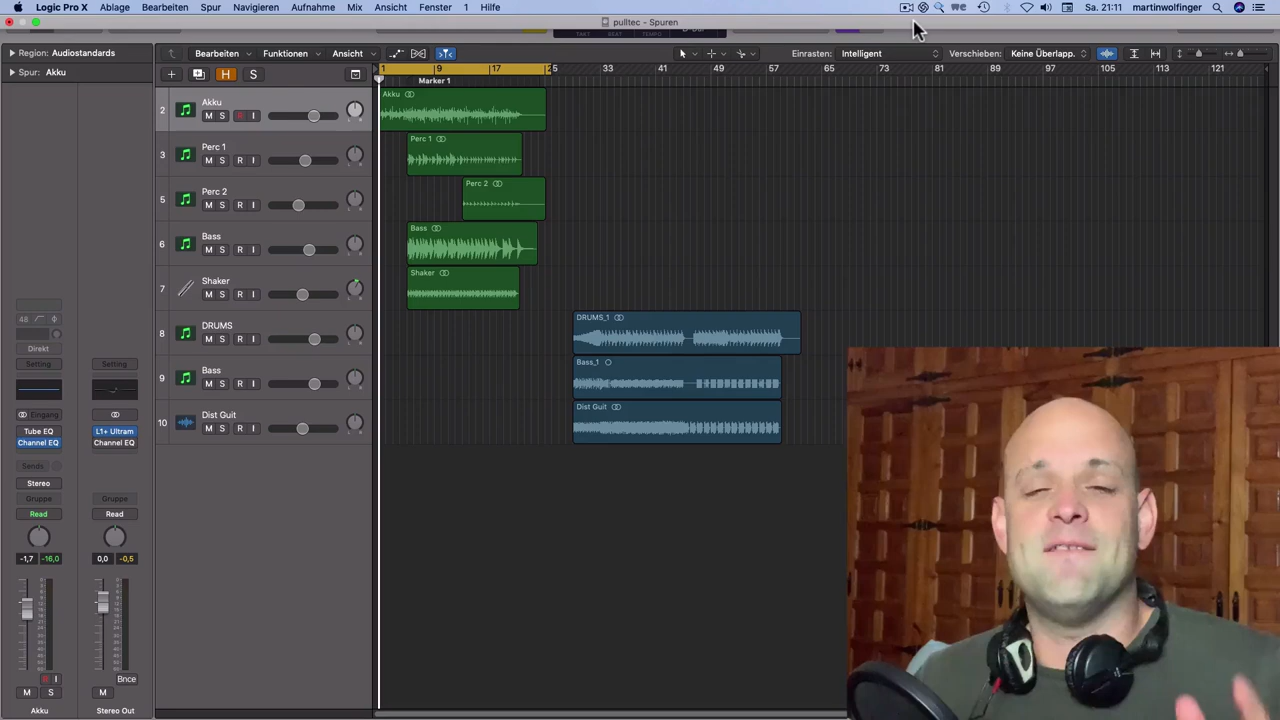 Logic Pro X Ablage Bearbeiten Spur Navigieren Aufnahme Mix Ansicht Fenster 1 Hilfe Sa. 21:11 martinwolfinger
pulltec - Spuren
TAKT BEAT TEMPO
Region: Audiostandards
Bearbeiten Funktionen Ansicht Einrasten: Intelligent Verschieben: Keine Überlapp.
Spur: Akku
H S
1 9 17 25 33 41 49 57 65 73 81 89 97 105 113 121
Marker 1
2 Akku
M S R I
Akku
3 Perc 1
M S R I
Perc 1
5 Perc 2
M S R I
Perc 2
6 Bass
M S R I
Bass
7 Shaker
M S R I
Shaker
8 DRUMS
M S R I
DRUMS_1
9 Bass
M S R I
Bass_1
10 Dist Guit
M S R I
Dist Guit
48
Direkt
Setting Setting
Eingang
Tube EQ L1+ Ultram
Channel EQ Channel EQ
Sends
Stereo
Gruppe Gruppe
Read Read
-1,7 -16,0 0,0 -0,5
R I Bnce
M S M
Akku Stereo Out